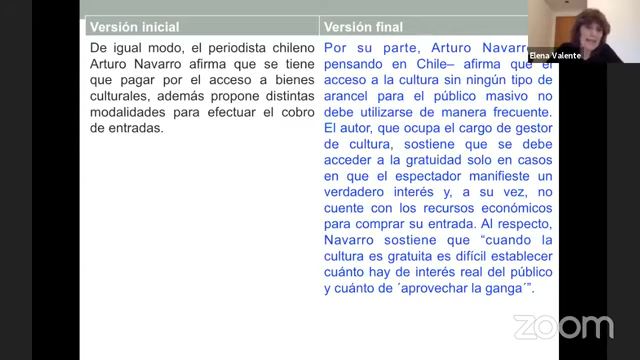 Versión inicial
De igual modo, el periodista chileno
Arturo Navarro afirma que se tiene
que pagar por el acceso a bienes
culturales, además propone distintas
modalidades para efectuar el cobro
de entradas.
Versión final
Por su parte, Arturo Navarro
pensando en Chile– afirma que el
acceso a la cultura sin ningún tipo de
arancel para el público masivo no
debe utilizarse de manera frecuente.
El autor, que ocupa el cargo de gestor
de cultura, sostiene que se debe
acceder a la gratuidad solo en casos
en que el espectador manifieste un
verdadero interés y, a su vez, no
cuente con los recursos económicos
para comprar su entrada. Al respecto,
Navarro sostiene que “cuando la
cultura es gratuita es difícil establecer
cuánto hay de interés real del público
y cuánto de ´aprovechar la ganga´”.
Elena Valente
zoom